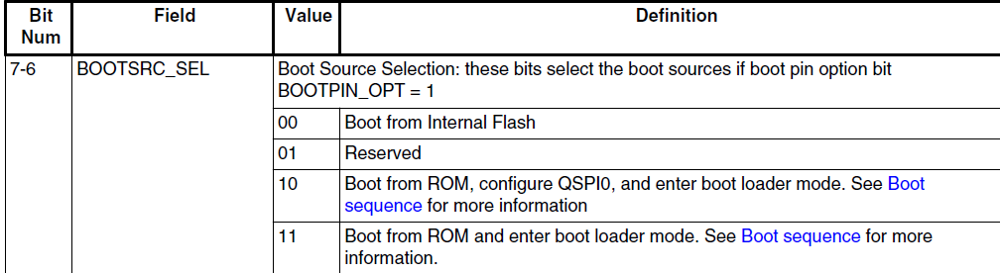 Bit Num Field Value Definition
7-6 BOOTSRC_SEL Boot Source Selection: these bits select the boot sources if boot pin option bit
BOOTPIN_OPT = 1
00 Boot from Internal Flash
01 Reserved
10 Boot from ROM, configure QSPI0, and enter boot loader mode. See Boot
sequence for more information
11 Boot from ROM and enter boot loader mode. See Boot sequence for more
information.